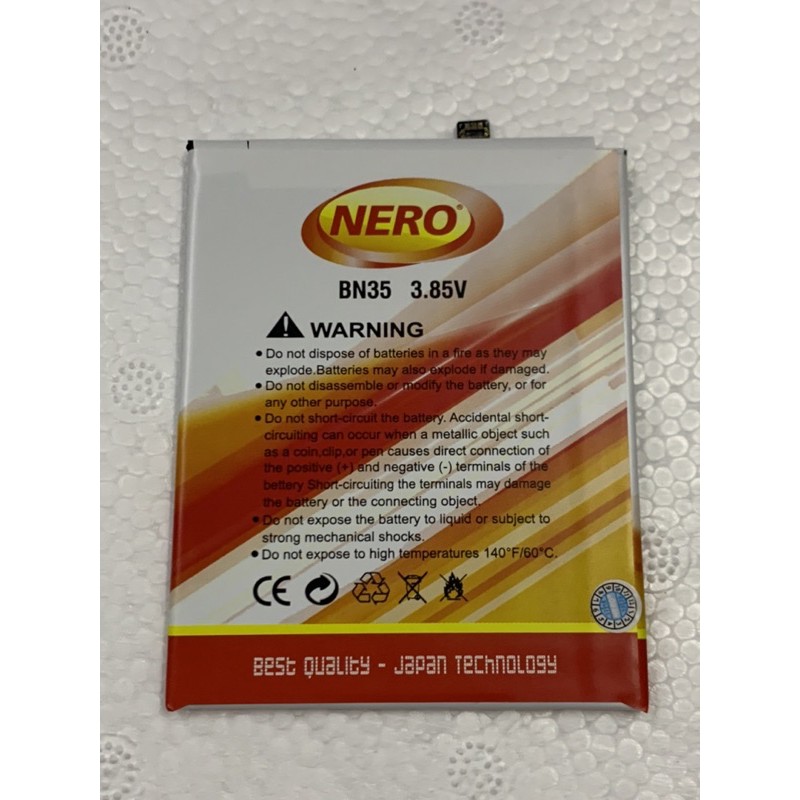 NERO®
BN35 3.85V
WARNING
• Do not dispose of batteries in a fire as they may
explode.Batteries may also explode if damaged.
• Do not disassemble or modify the battery, or for
any other purpose.
• Do not short-circuit the battery. Accidental short-
circuiting can occur when a metallic object such
as a coin,clip,or pen causes direct connection of
the positive (+) and negative (-) terminals of the
bettery Short-circuiting the terminals may damage
the battery or the connecting object.
• Do not expose the battery to liquid or subject to
strong mechanical shocks.
• Do not expose to high temperatures 140°F/60°C.
CE
Best Quality - Japan Technology